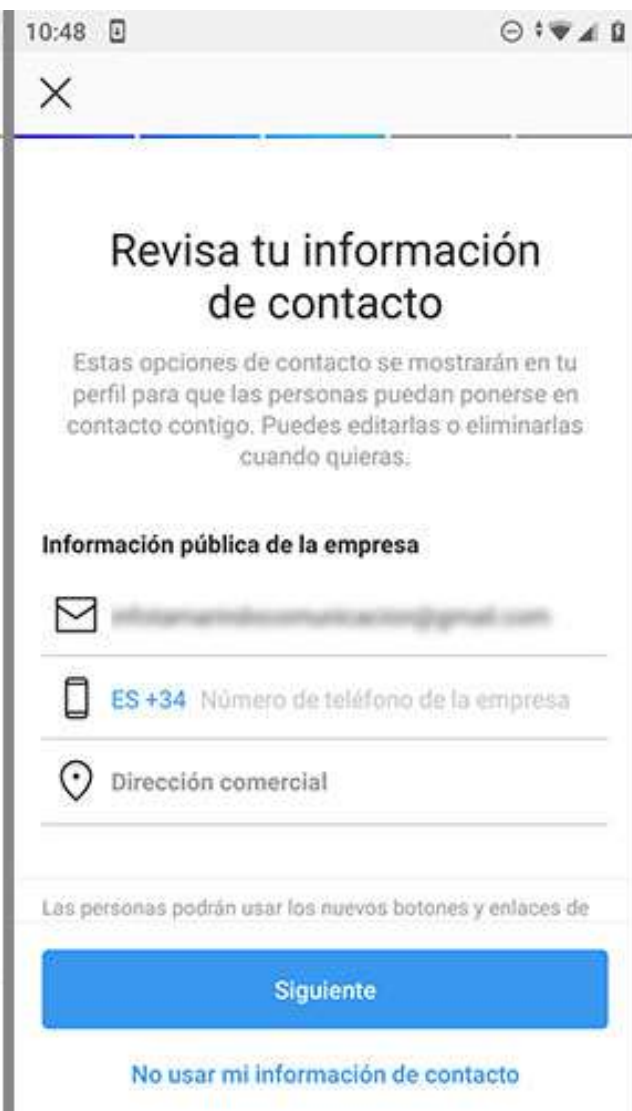 10:48
Revisa tu información
de contacto
Estas opciones de contacto se mostrarán en tu
perfil para que las personas puedan ponerse en
contacto contigo. Puedes editarlas o eliminarlas
cuando quieras.
Información pública de la empresa
ES +34 Número de teléfono de la empresa
Dirección comercial
Las personas podrán usar los nuevos botones y enlaces de
Siguiente
No usar mi información de contacto